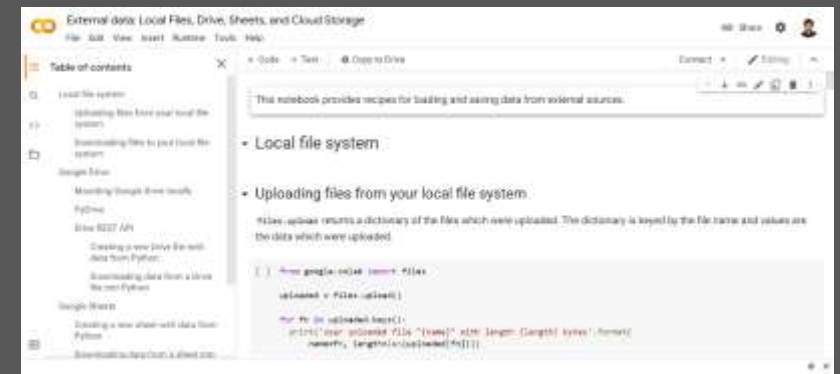 External data: Local Files, Drive, Sheets, and Cloud Storage
File Edit View Insert Runtime Tools Help
Share
+ Code + Text Copy to Drive
Connect
Editing
Table of contents
Local file system
Uploading files from your local file
system
Downloading files to your local file
system
Google Drive
Mounting Google Drive locally
PyDrive
Drive REST API
Creating a new Drive file with
data from Python
Downloading data from a Drive
file into Python
Google Sheets
Creating a new sheet with data from
Python
Downloading data from a sheet into
This notebook provides recipes for loading and saving data from external sources.
Local file system
Uploading files from your local file system
files.upload returns a dictionary of the files which were uploaded. The dictionary is keyed by the file name and values are
the data which were uploaded.
[ ] from google.colab import files
uploaded = files.upload()
for fn in uploaded.keys():
print('User uploaded file "{name}" with length {length} bytes'.format(
name=fn, length=len(uploaded[fn])))